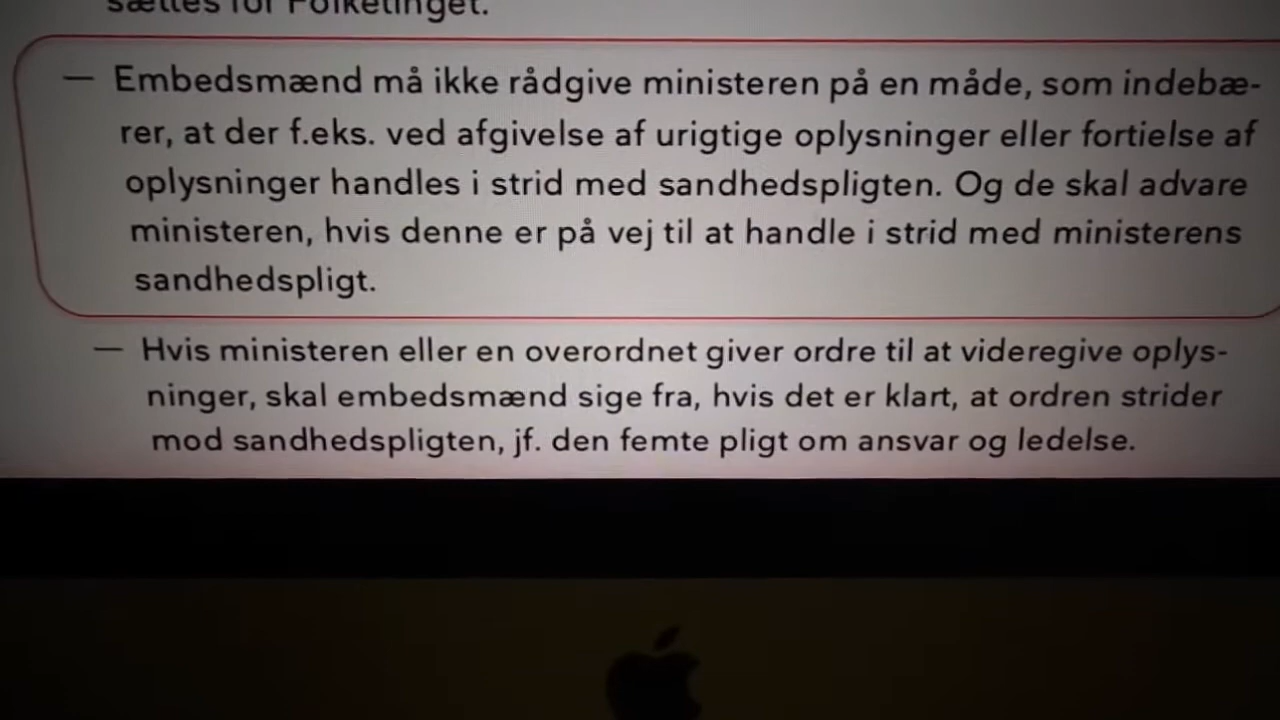 sættes for Folketinget.
— Embedsmænd må ikke rådgive ministeren på en måde, som indebæ-
rer, at der f.eks. ved afgivelse af urigtige oplysninger eller fortielse af
oplysninger handles i strid med sandhedspligten. Og de skal advare
ministeren, hvis denne er på vej til at handle i strid med ministerens
sandhedspligt.
— Hvis ministeren eller en overordnet giver ordre til at videregive oplys-
ninger, skal embedsmænd sige fra, hvis det er klart, at ordren strider
mod sandhedspligten, jf. den femte pligt om ansvar og ledelse.